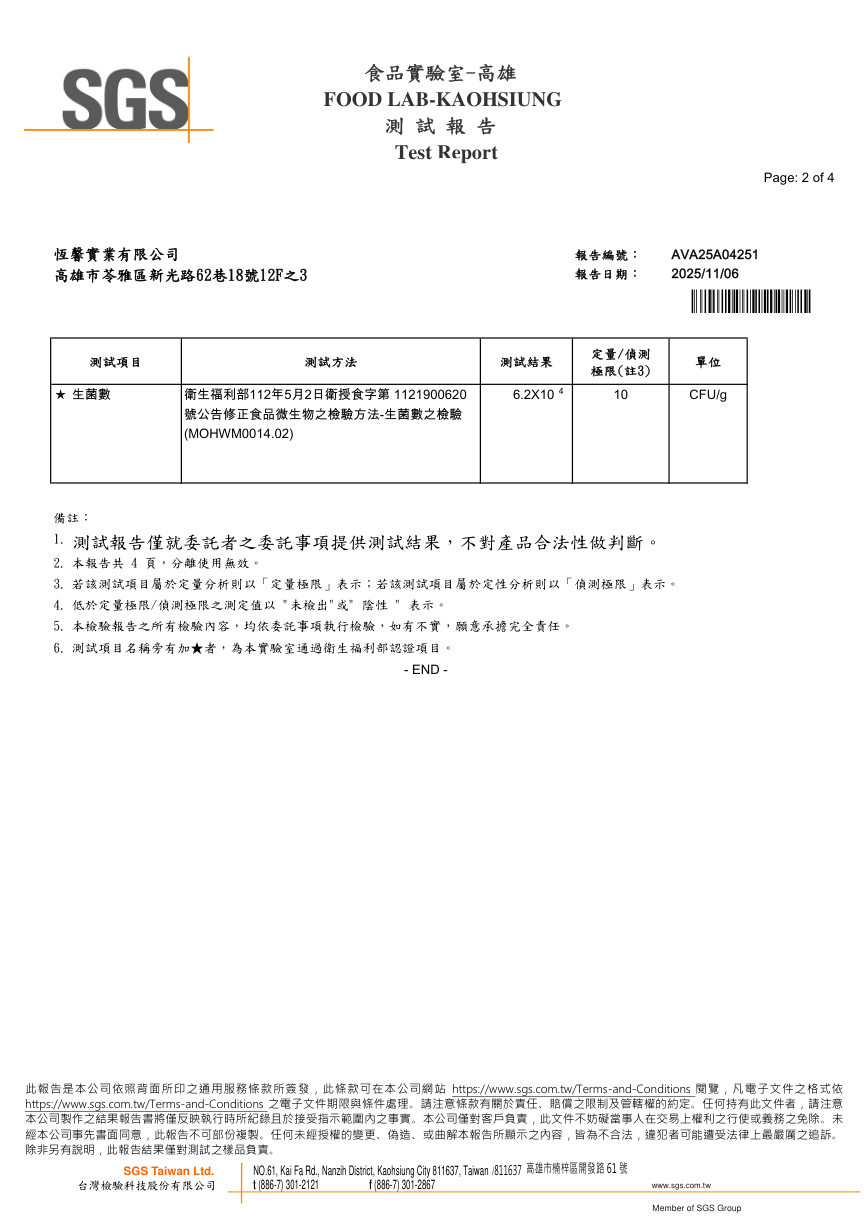 SGS
食品實驗室-高雄
FOOD LAB-KAOHSIUNG
測 試 報 告
Test Report
Page: 2 of 4
恆馨實業有限公司
高雄市苓雅區新光路62巷18號12F之3
報告編號： AVA25A04251
報告日期： 2025/11/06
測試項目 測試方法 測試結果 定量/偵測 單位
極限(註3)
★ 生菌數 衛生福利部112年5月2日衛授食字第 1121900620 6.2X10 4 10 CFU/g
號公告修正食品微生物之檢驗方法-生菌數之檢驗
(MOHWM0014.02)
備註：
1. 測試報告僅就委託者之委託事項提供測試結果，不對產品合法性做判斷。
2. 本報告共 4 頁，分離使用無效。
3. 若該測試項目屬於定量分析則以「定量極限」表示；若該測試項目屬於定性分析則以「偵測極限」表示。
4. 低於定量極限/偵測極限之測定值以 "未檢出"或" 陰性 " 表示。
5. 本檢驗報告之所有檢驗內容，均依委託事項執行檢驗，如有不實，願意承擔完全責任。
6. 測試項目名稱旁有加★者，為本實驗室通過衛生福利部認證項目。
- END -
此報告是本公司依照背面所印之通用服務條款所簽發，此條款可在本公司網站 https://www.sgs.com.tw/Terms-and-Conditions 閱覽，凡電子文件之格式依
https://www.sgs.com.tw/Terms-and-Conditions 之電子文件期限與條件處理。請注意條款有關於責任、賠償之限制及管轄權的約定。任何持有此文件者，請注意
本公司製作之結果報告書將僅反映執行時所紀錄且於接受指示範圍內之事實。本公司僅對客戶負責，此文件不妨礙當事人在交易上權利之行使或義務之免除。未
經本公司事先書面同意，此報告不可部份複製。任何未經授權的變更、偽造、或曲解本報告所顯示之內容，皆為不合法，違犯者可能遭受法律上最嚴厲之追訴。
除非另有說明，此報告結果僅對測試之樣品負責。
SGS Taiwan Ltd. NO.61, Kai Fa Rd., Nanzih District, Kaohsiung City 811637, Taiwan /811637 高雄市楠梓區開發路 61 號
台灣檢驗科技股份有限公司 t (886-7) 301-2121 f (886-7) 301-2867 www.sgs.com.tw
Member of SGS Group